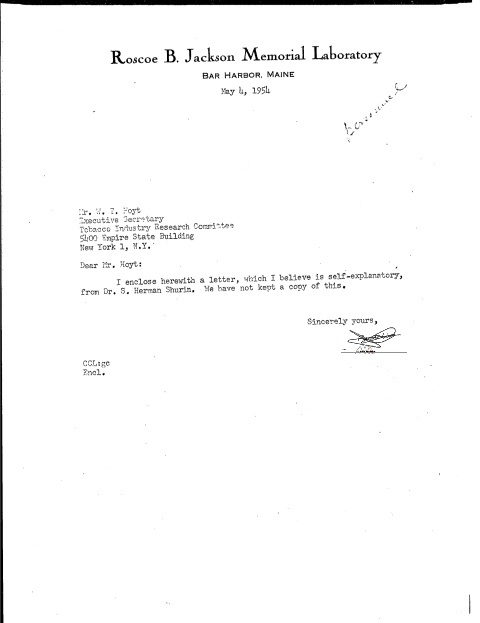 Roscoe B. Jackson Memorial Laboratory
Bar Harbor, Maine
May 4, 1954
Personnel
Mr. W. T. Hoyt
Executive Secretary
Tobacco Industry Research Committee
5400 Empire State Building
New York 1, N.Y.
Dear Mr. Hoyt:
I enclose herewith a letter, which I believe is self-explanatory,
from Dr. S. Herman Shurin. We have not kept a copy of this.
Sincerely yours,
CCL:gc
Encl.